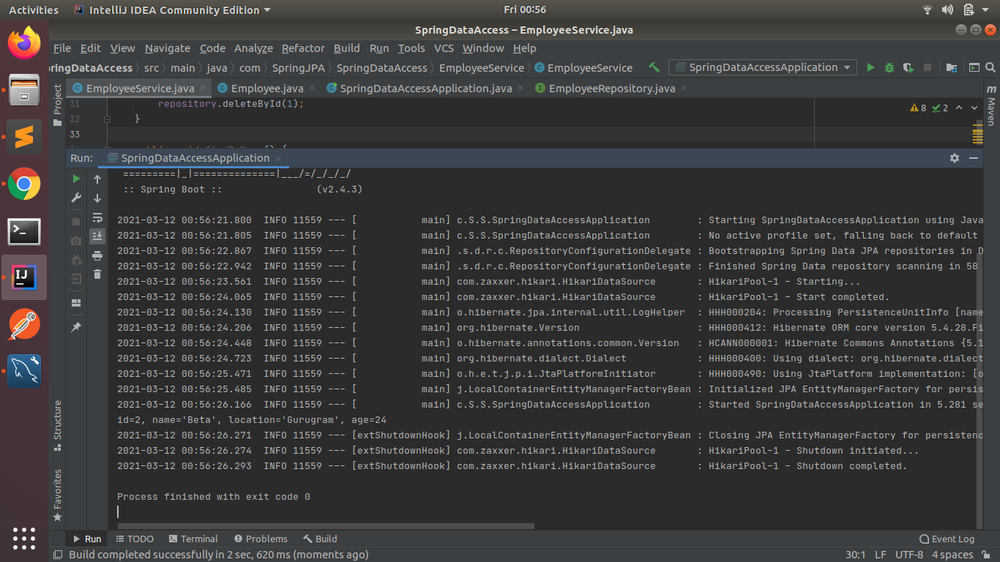 Activities IntelliJ IDEA Community Edition Fri 00:56
SpringDataAccess – EmployeeService.java
File Edit View Navigate Code Analyze Refactor Build Run Tools VCS Window Help
pringDataAccess src main java com SpringJPA SpringDataAccess EmployeeService EmployeeService SpringDataAccessApplication
EmployeeService.java Employee.java SpringDataAccessApplication.java EmployeeRepository.java
Project
Maven
31 repository.deleteById(1);
8 2
32 }
33
Run: SpringDataAccessApplication
=========|_|==============|___/=/_/_/_/
:: Spring Boot :: (v2.4.3)
2021-03-12 00:56:21.800 INFO 11559 --- [ main] c.S.S.SpringDataAccessApplication : Starting SpringDataAccessApplication using Java
2021-03-12 00:56:21.805 INFO 11559 --- [ main] c.S.S.SpringDataAccessApplication : No active profile set, falling back to default
2021-03-12 00:56:22.867 INFO 11559 --- [ main] .s.d.r.c.RepositoryConfigurationDelegate : Bootstrapping Spring Data JPA repositories in D
2021-03-12 00:56:22.942 INFO 11559 --- [ main] .s.d.r.c.RepositoryConfigurationDelegate : Finished Spring Data repository scanning in 58
2021-03-12 00:56:23.561 INFO 11559 --- [ main] com.zaxxer.hikari.HikariDataSource : HikariPool-1 - Starting...
2021-03-12 00:56:24.065 INFO 11559 --- [ main] com.zaxxer.hikari.HikariDataSource : HikariPool-1 - Start completed.
2021-03-12 00:56:24.130 INFO 11559 --- [ main] o.hibernate.jpa.internal.util.LogHelper : HHH000204: Processing PersistenceUnitInfo [name
2021-03-12 00:56:24.206 INFO 11559 --- [ main] org.hibernate.Version : HHH000412: Hibernate ORM core version 5.4.28.Fi
2021-03-12 00:56:24.448 INFO 11559 --- [ main] o.hibernate.annotations.common.Version : HCANN000001: Hibernate Commons Annotations {5.1
2021-03-12 00:56:24.723 INFO 11559 --- [ main] org.hibernate.dialect.Dialect : HHH000400: Using dialect: org.hibernate.dialect
2021-03-12 00:56:25.471 INFO 11559 --- [ main] o.h.e.t.j.p.i.JtaPlatformInitiator : HHH000490: Using JtaPlatform implementation: [o
2021-03-12 00:56:25.485 INFO 11559 --- [ main] j.LocalContainerEntityManagerFactoryBean : Initialized JPA EntityManagerFactory for persis
2021-03-12 00:56:26.166 INFO 11559 --- [ main] c.S.S.SpringDataAccessApplication : Started SpringDataAccessApplication in 5.281 se
id=2, name='Beta', location='Gurugram', age=24
2021-03-12 00:56:26.271 INFO 11559 --- [extShutdownHook] j.LocalContainerEntityManagerFactoryBean : Closing JPA EntityManagerFactory for persistenc
2021-03-12 00:56:26.274 INFO 11559 --- [extShutdownHook] com.zaxxer.hikari.HikariDataSource : HikariPool-1 - Shutdown initiated...
2021-03-12 00:56:26.293 INFO 11559 --- [extShutdownHook] com.zaxxer.hikari.HikariDataSource : HikariPool-1 - Shutdown completed.
Process finished with exit code 0
Structure
Favorites
Run TODO Terminal Problems Build Event Log
Build completed successfully in 2 sec, 620 ms (moments ago) 30:1 LF UTF-8 4 spaces